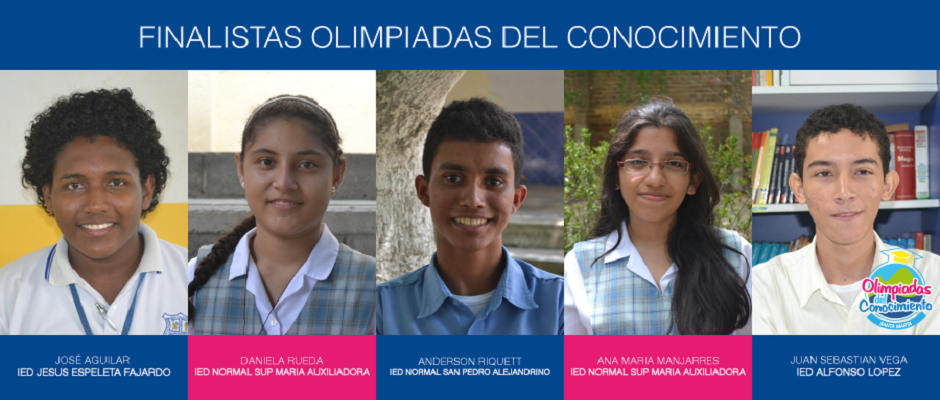 FINALISTAS OLIMPIADAS DEL CONOCIMIENTO
JOSÉ AGUILAR
IED JESUS ESPELETA FAJARDO
DANIELA RUEDA
IED NORMAL SUP MARIA AUXILIADORA
ANDERSON RIQUETT
IED NORMAL SAN PEDRO ALEJANDRINO
ANA MARIA MANJARRES
IED NORMAL SUP MARIA AUXILIADORA
Olimpiadas
del
Conocimiento
SANTA MARTA
JUAN SEBASTIAN VEGA
IED ALFONSO LOPEZ